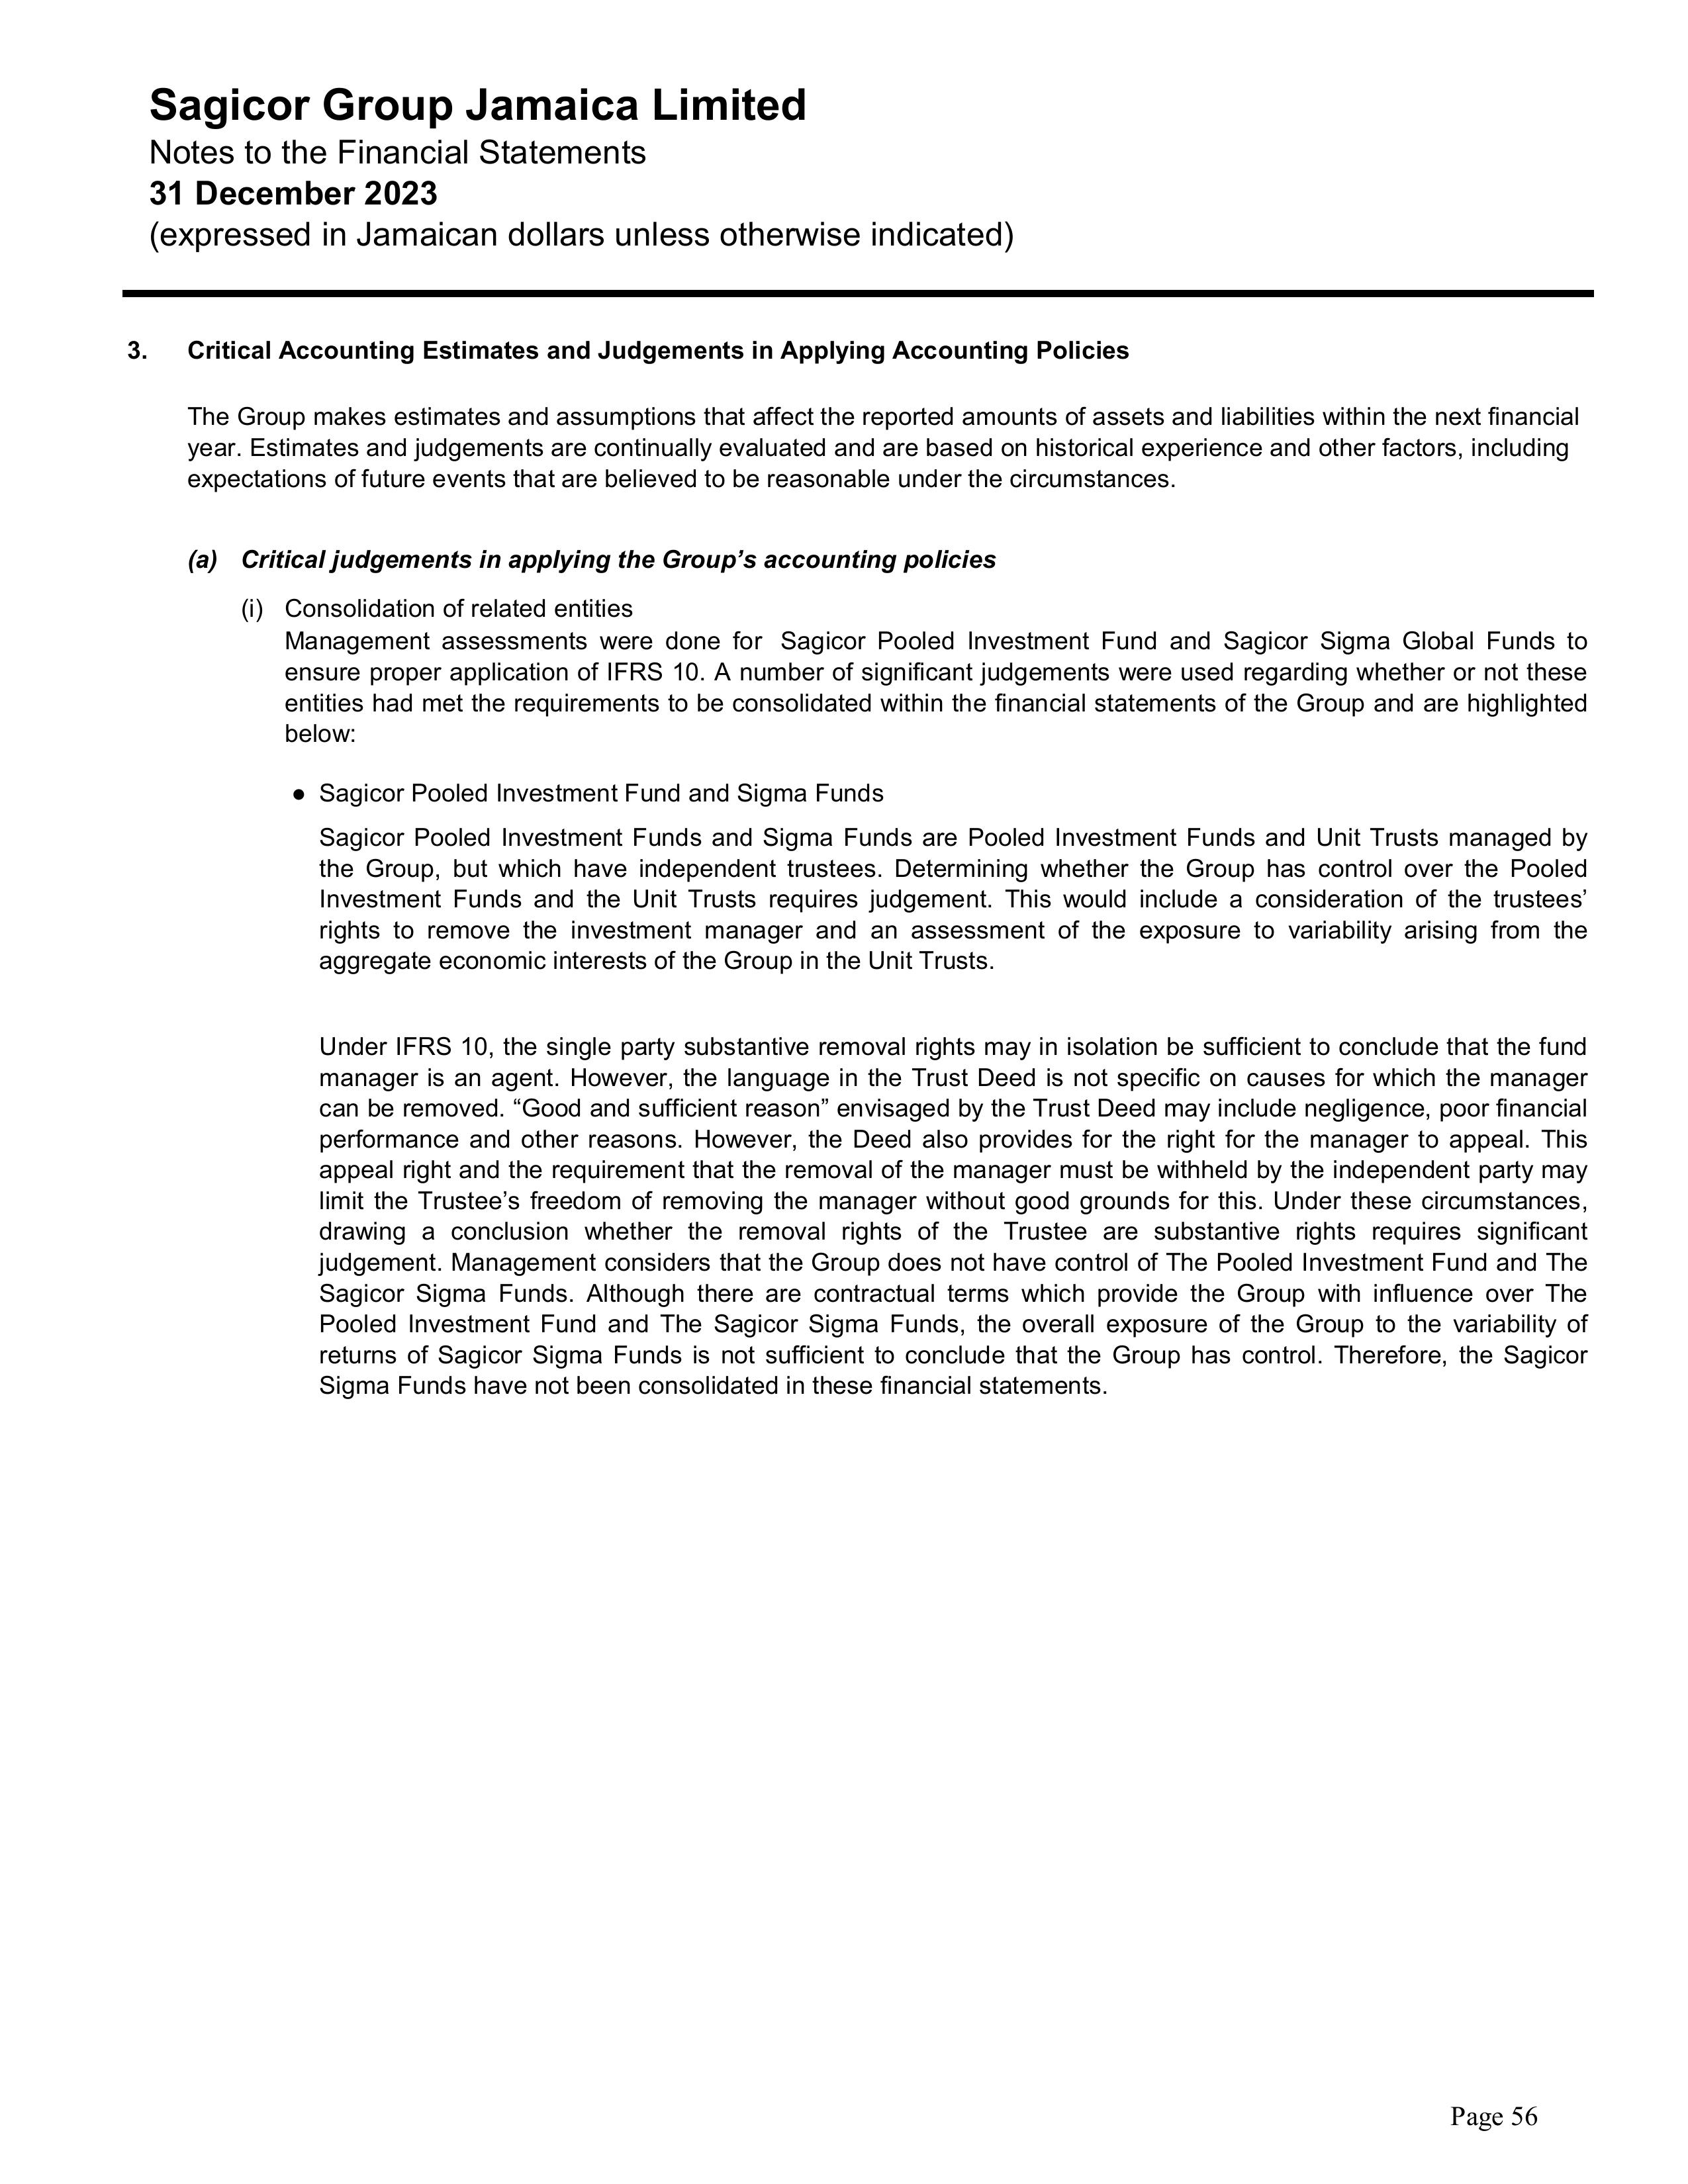 Sagicor Group Jamaica Limited
Notes to the Financial Statements
31 December 2023
(expressed in Jamaican dollars unless otherwise indicated)
3. Critical Accounting Estimates and Judgements in Applying Accounting Policies
The Group makes estimates and assumptions that affect the reported amounts of assets and liabilities within the next financial
year. Estimates and judgements are continually evaluated and are based on historical experience and other factors, including
expectations of future events that are believed to be reasonable under the circumstances.
(a) Critical judgements in applying the Group’s accounting policies
(i) Consolidation of related entities
Management assessments were done for Sagicor Pooled Investment Fund and Sagicor Sigma Global Funds to
ensure proper application of IFRS 10. A number of significant judgements were used regarding whether or not these
entities had met the requirements to be consolidated within the financial statements of the Group and are highlighted
below:
● Sagicor Pooled Investment Fund and Sigma Funds
Sagicor Pooled Investment Funds and Sigma Funds are Pooled Investment Funds and Unit Trusts managed by
the Group, but which have independent trustees. Determining whether the Group has control over the Pooled
Investment Funds and the Unit Trusts requires judgement. This would include a consideration of the trustees’
rights to remove the investment manager and an assessment of the exposure to variability arising from the
aggregate economic interests of the Group in the Unit Trusts.
Under IFRS 10, the single party substantive removal rights may in isolation be sufficient to conclude that the fund
manager is an agent. However, the language in the Trust Deed is not specific on causes for which the manager
can be removed. “Good and sufficient reason” envisaged by the Trust Deed may include negligence, poor financial
performance and other reasons. However, the Deed also provides for the right for the manager to appeal. This
appeal right and the requirement that the removal of the manager must be withheld by the independent party may
limit the Trustee’s freedom of removing the manager without good grounds for this. Under these circumstances,
drawing a conclusion whether the removal rights of the Trustee are substantive rights requires significant
judgement. Management considers that the Group does not have control of The Pooled Investment Fund and The
Sagicor Sigma Funds. Although there are contractual terms which provide the Group with influence over The
Pooled Investment Fund and The Sagicor Sigma Funds, the overall exposure of the Group to the variability of
returns of Sagicor Sigma Funds is not sufficient to conclude that the Group has control. Therefore, the Sagicor
Sigma Funds have not been consolidated in these financial statements.
Page 56